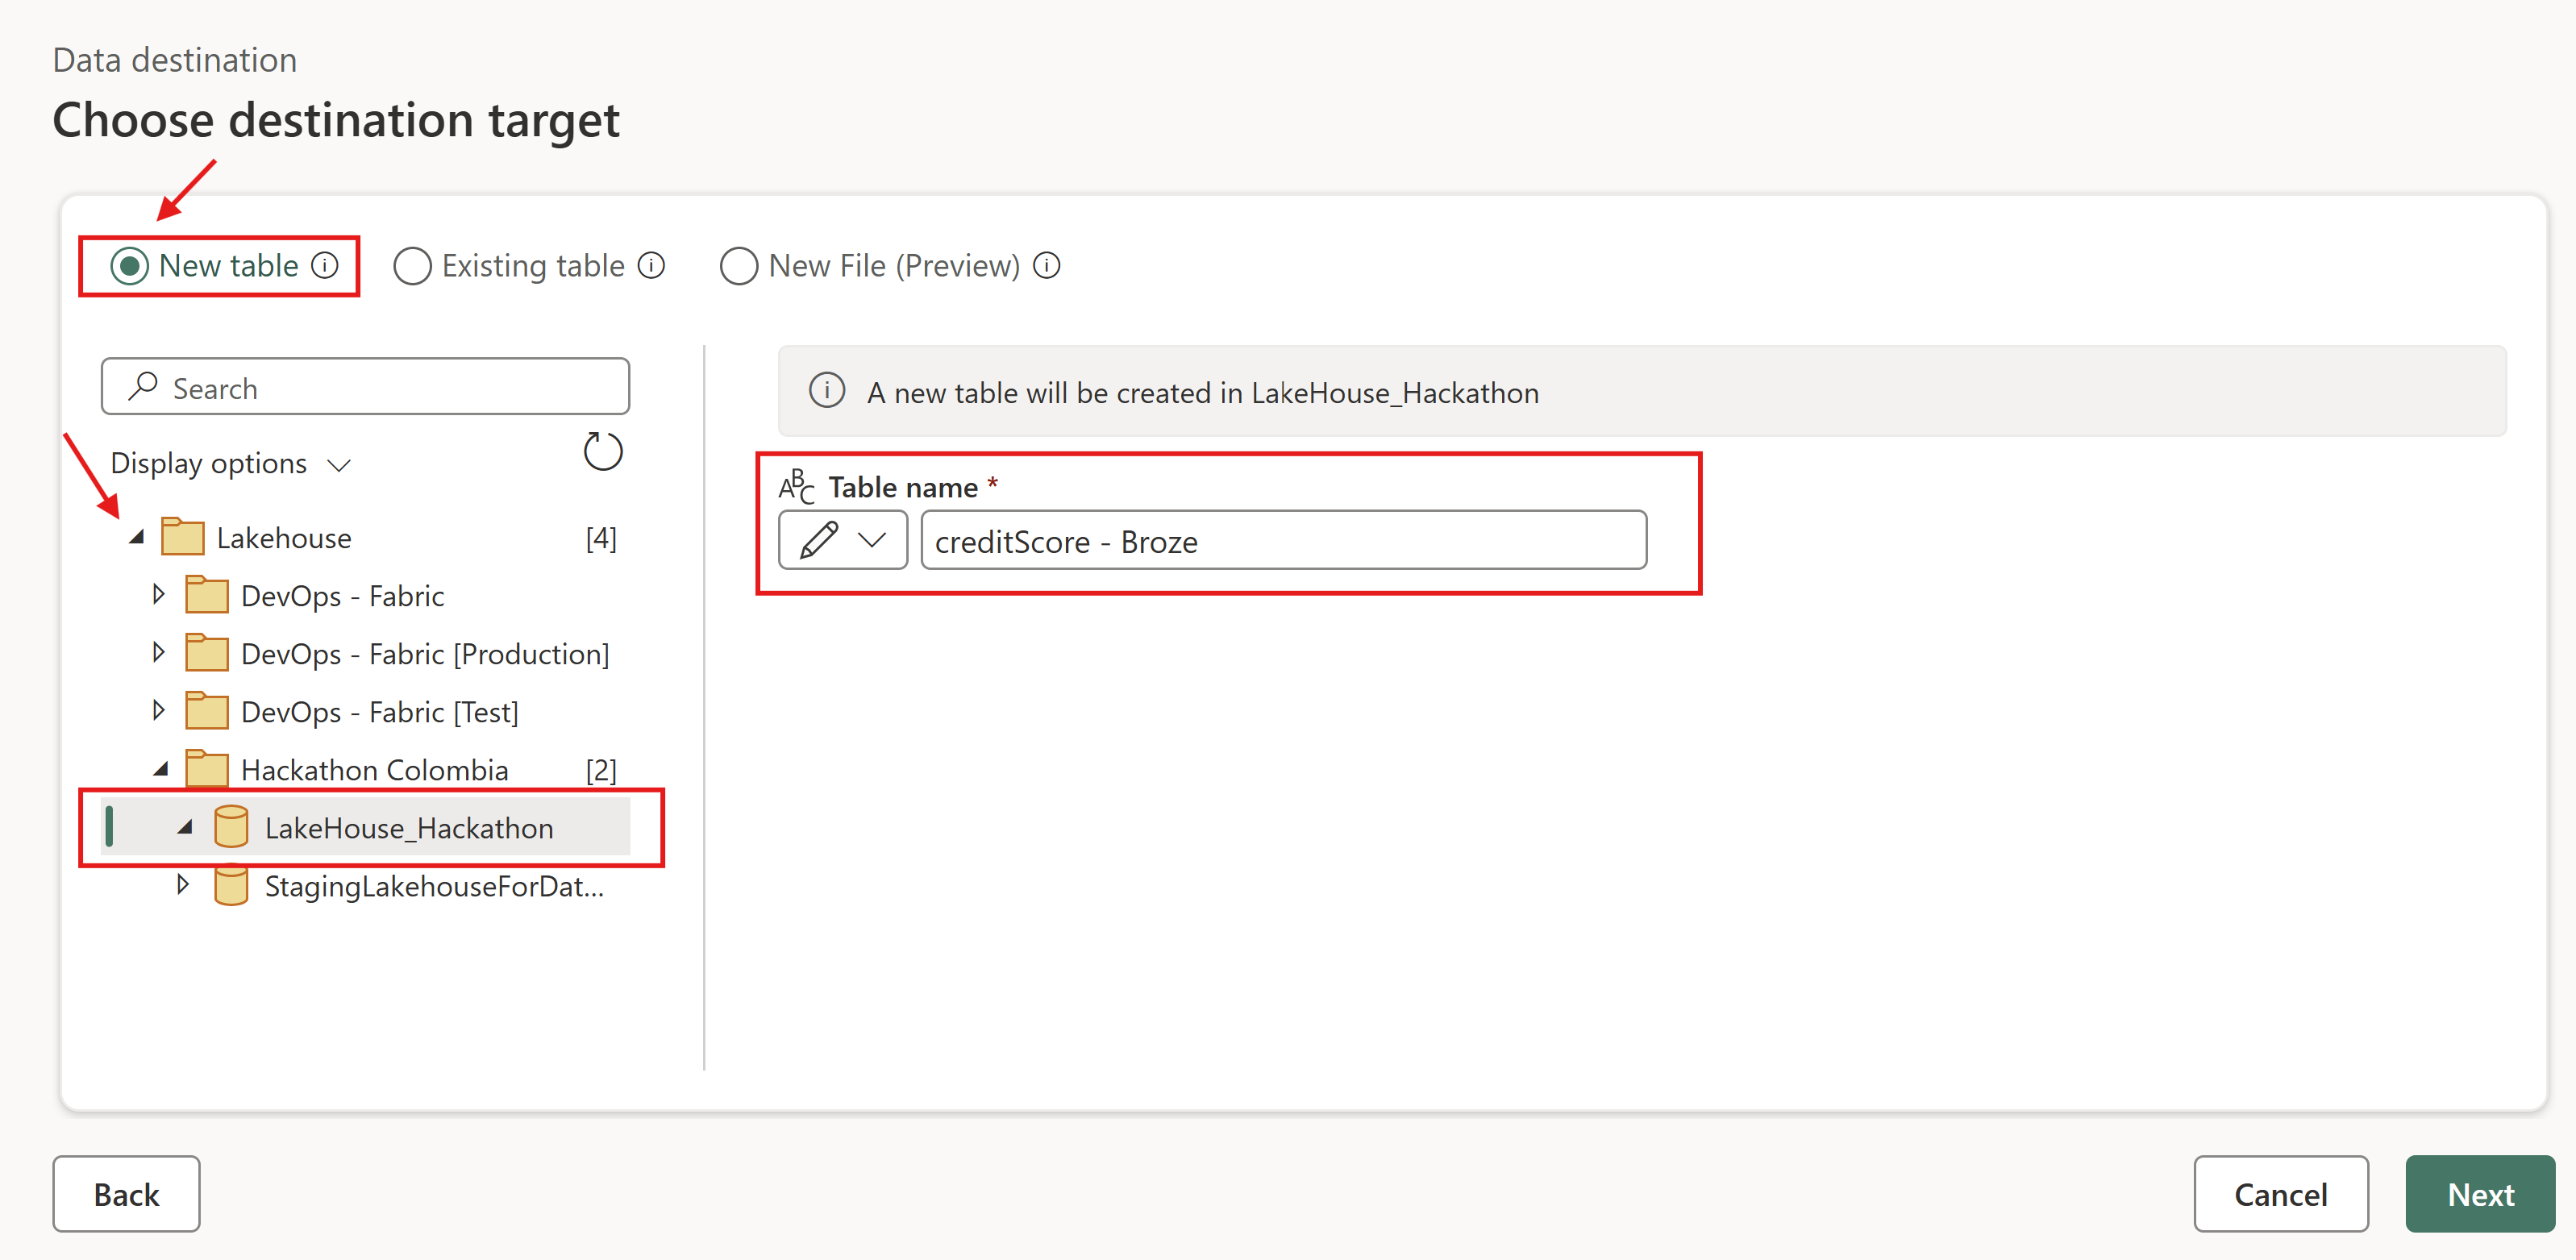 Data destination
Choose destination target
New table Existing table New File (Preview)
Search
Display options
Lakehouse [4]
DevOps - Fabric
DevOps - Fabric [Production]
DevOps - Fabric [Test]
Hackathon Colombia [2]
LakeHouse_Hackathon
StagingLakehouseForDat...
A new table will be created in LakeHouse_Hackathon
ABC Table name *
creditScore - Broze
Back Cancel Next